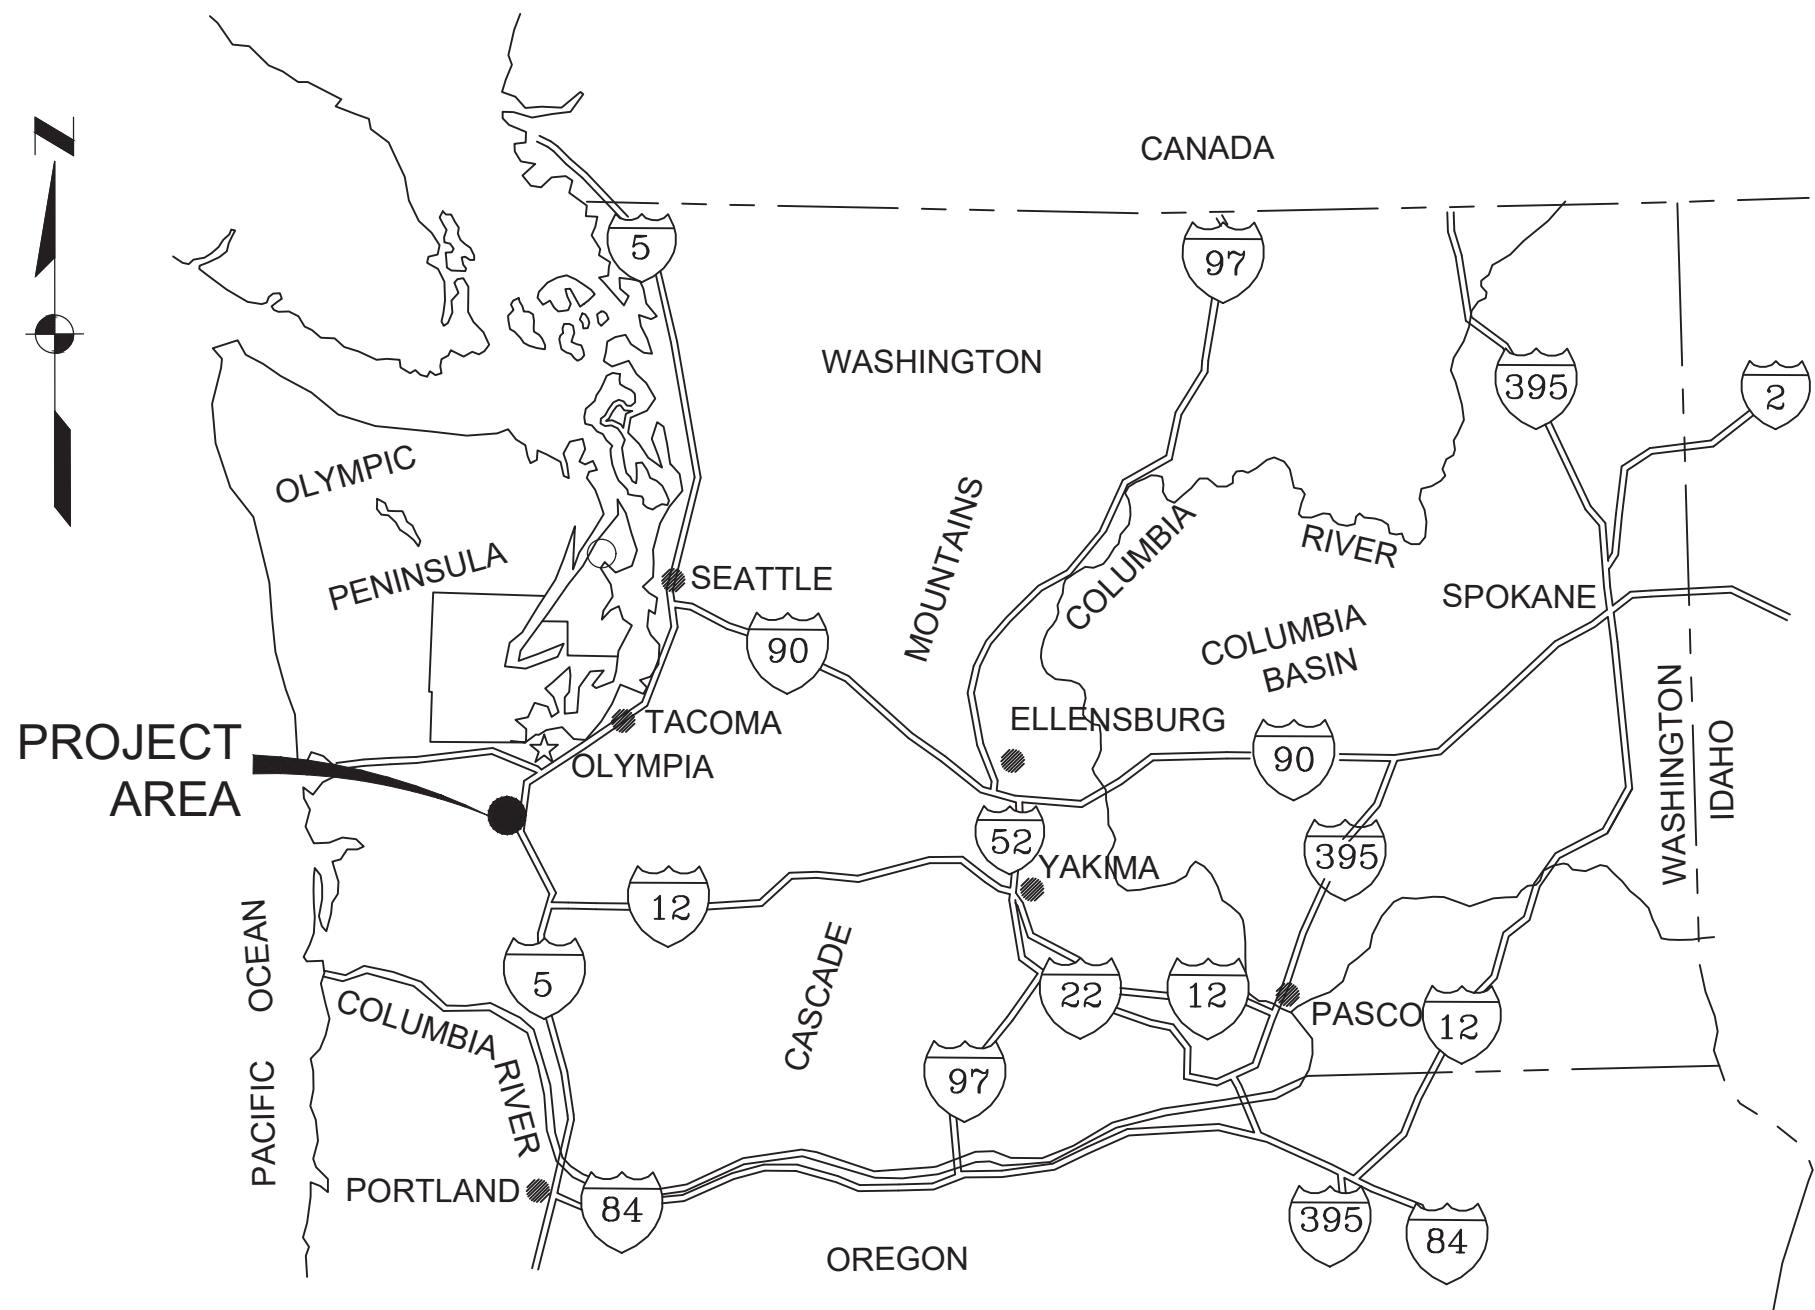 N
CANADA
5
97
WASHINGTON
395
2
OLYMPIC
PENINSULA
MOUNTAINS
COLUMBIA
RIVER
SEATTLE
SPOKANE
90
COLUMBIA
BASIN
PROJECT
AREA
TACOMA
OLYMPIA
ELLENSBURG
90
WASHINGTON
IDAHO
52
YAKIMA
395
12
PACIFIC OCEAN
5
COLUMBIA
RIVER
CASCADE
22
12
PASCO
12
97
PORTLAND
84
395
84
OREGON